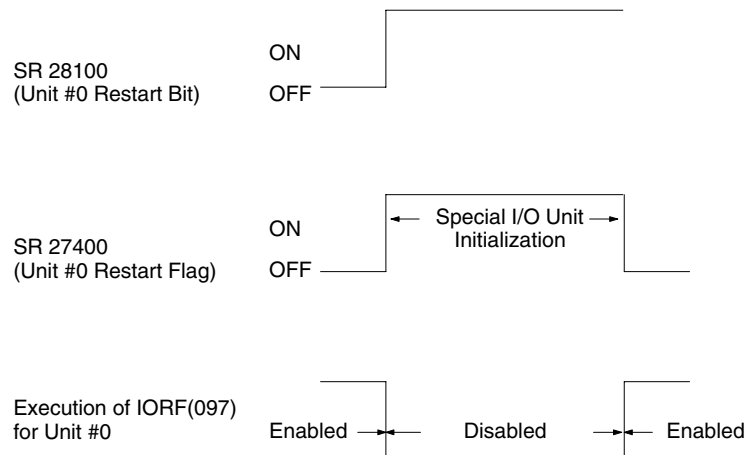 ON
SR 28100
(Unit #0 Restart Bit)
OFF
Special I/O Unit
Initialization
ON
SR 27400
(Unit #0 Restart Flag)
OFF
Execution of IORF(097)
for Unit #0
Enabled
Disabled
Enabled